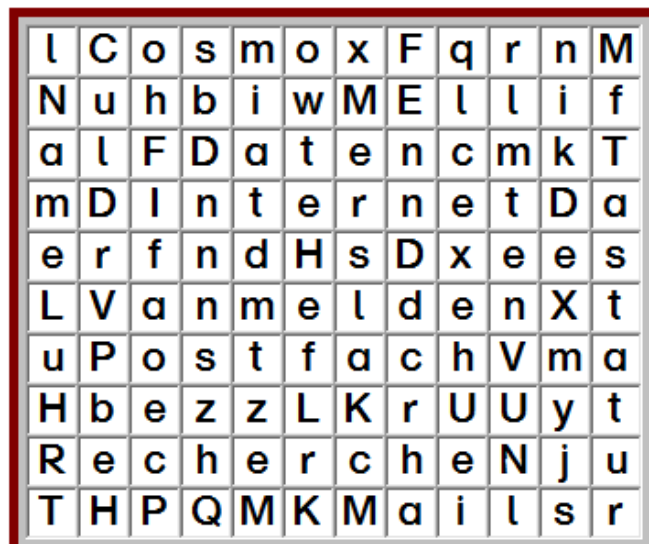 l C o s m o x F q r n M
N u h b i w M E l l i f
a l F D a t e n c m k T
m D I n t e r n e t D a
e r f n d H s D x e e s
L V a n m e l d e n X t
u P o s t f a c h V m a
H b e z z L K r U U y t
R e c h e r c h e N j u
T H P Q M K M a i l s r